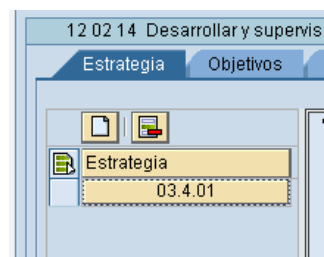 12 02 14 Desarrollar y supervis
Estrategia Objetivos
Estrategia
03.4.01